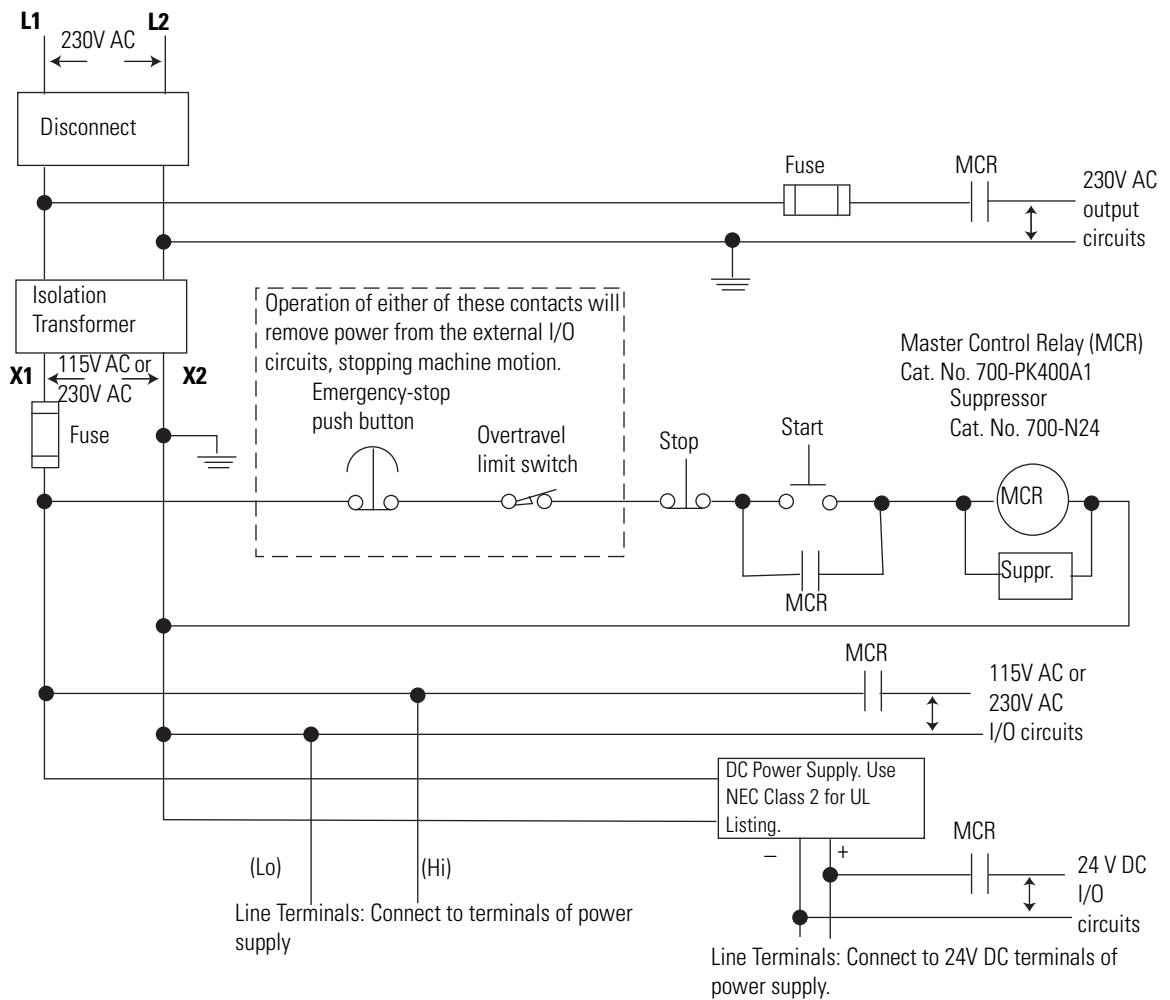 L1
L2
230V AC
Disconnect
Fuse
MCR
230V AC
output
circuits
Isolation
Transformer
Operation of either of these contacts will
remove power from the external I/O
circuits, stopping machine motion.
X1
115V AC or
230V AC
X2
Fuse
Emergency-stop
push button
Overtravel
limit switch
Stop
Start
Master Control Relay (MCR)
Cat. No. 700-PK400A1
Suppressor
Cat. No. 700-N24
MCR
Suppr.
MCR
MCR
115V AC or
230V AC
I/O circuits
DC Power Supply. Use
NEC Class 2 for UL
Listing.
–
+
MCR
24 V DC
I/O
circuits
(Lo)
(Hi)
Line Terminals: Connect to terminals of power
supply
Line Terminals: Connect to 24V DC terminals of
power supply.